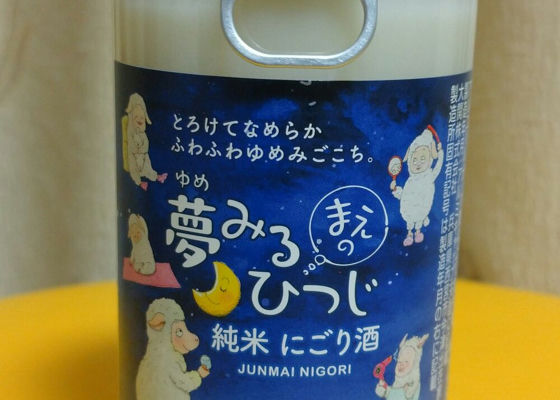 とろけてなめらか
ふわふわゆめみごこち。
ゆめ
夢みる
まえの
ひつじ
純米 にごり酒
JUNMAI NIGORI